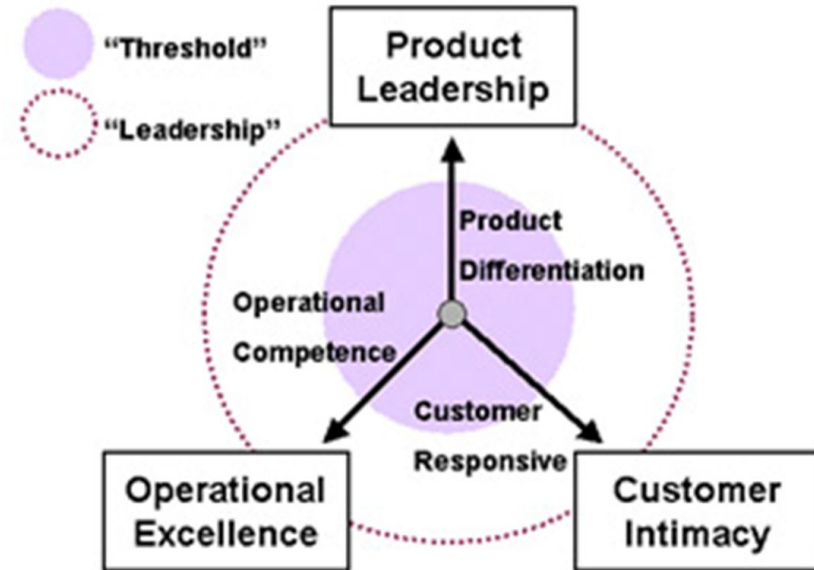 “Threshold”
“Leadership”
Product
Leadership
Product
Differentiation
Operational
Competence
Customer
Responsive
Operational
Excellence
Customer
Intimacy